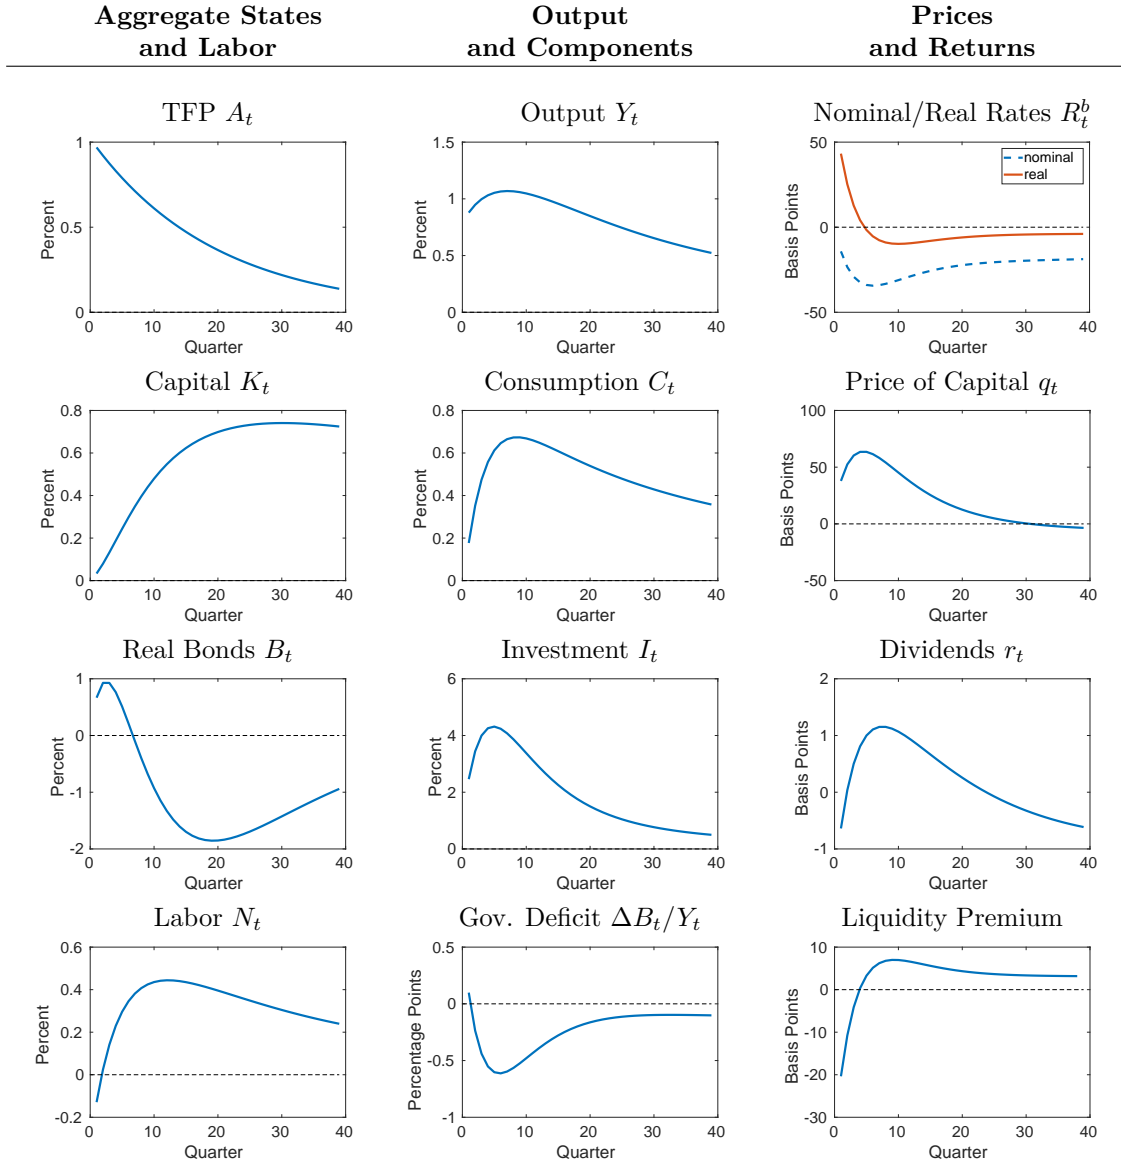 Aggregate States
and Labor
Output
and Components
Prices
and Returns
TFP A_t
Percent
1
0.5
0
0 10 20 30 40
Quarter
Output Y_t
Percent
1.5
1
0.5
0
0 10 20 30 40
Quarter
Nominal/Real Rates R_t^b
Basis Points
50
0
-50
nominal
real
0 10 20 30 40
Quarter
Capital K_t
Percent
0.8
0.6
0.4
0.2
0
0 10 20 30 40
Quarter
Consumption C_t
Percent
0.8
0.6
0.4
0.2
0
0 10 20 30 40
Quarter
Price of Capital q_t
Basis Points
100
50
0
-50
0 10 20 30 40
Quarter
Real Bonds B_t
Percent
1
0
-1
-2
0 10 20 30 40
Quarter
Investment I_t
Percent
6
4
2
0
0 10 20 30 40
Quarter
Dividends r_t
Basis Points
2
1
0
-1
0 10 20 30 40
Quarter
Labor N_t
Percent
0.6
0.4
0.2
0
-0.2
0 10 20 30 40
Quarter
Gov. Deficit ΔB_t/Y_t
Percentage Points
0.5
0
-0.5
-1
0 10 20 30 40
Quarter
Liquidity Premium
Basis Points
10
0
-10
-20
-30
0 10 20 30 40
Quarter